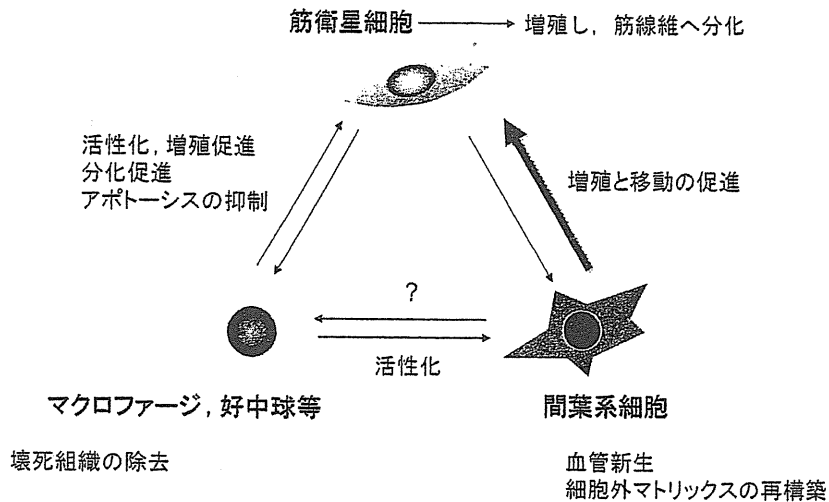 筋衛星細胞
増殖し，筋線維へ分化
活性化，増殖促進
分化促進
アポトーシスの抑制
増殖と移動の促進
?
活性化
マクロファージ，好中球等
間葉系細胞
壊死組織の除去
血管新生
細胞外マトリックスの再構築